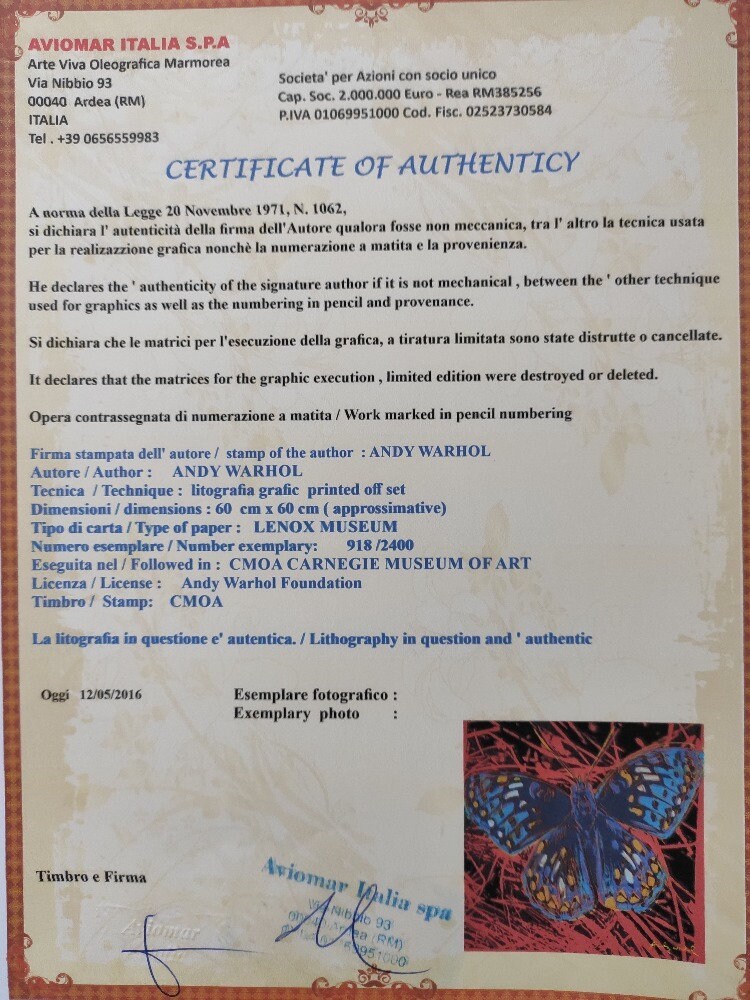 AVIOMAR ITALIA S.P.A
Arte Viva Oleografica Marmorea
Via Nibbio 93
00040 Ardea (RM)
ITALIA
Tel . +39 0656559983
Societa' per Azioni con socio unico
Cap. Soc. 2.000.000 Euro - Rea RM385256
P.IVA 01069951000 Cod. Fisc. 02523730584
CERTIFICATE OF AUTHENTICY
A norma della Legge 20 Novembre 1971, N. 1062,
si dichiara l' autenticità della firma dell'Autore qualora fosse non meccanica, tra l' altro la tecnica usata
per la realizazzione grafica nonchè la numerazione a matita e la provenienza.
He declares the ' authenticity of the signature author if it is not mechanical , between the ' other technique
used for graphics as well as the numbering in pencil and provenance.
Si dichiara che le matrici per l'esecuzione della grafica, a tiratura limitata sono state distrutte o cancellate.
It declares that the matrices for the graphic execution , limited edition were destroyed or deleted.
Opera contrassegnata di numerazione a matita / Work marked in pencil numbering
Firma stampata dell' autore / stamp of the author : ANDY WARHOL
Autore / Author : ANDY WARHOL
Tecnica / Technique : litografia grafic printed off set
Dimensioni / dimensions : 60 cm x 60 cm ( approssimative)
Tipo di carta / Type of paper : LENOX MUSEUM
Numero esemplare / Number exemplary: 918 /2400
Eseguita nel / Followed in : CMOA CARNEGIE MUSEUM OF ART
Licenza / License : Andy Warhol Foundation
Timbro / Stamp: CMOA
La litografia in questione e' autentica. / Lithography in question and ' authentic
Oggi 12/05/2016
Esemplare fotografico :
Exemplary photo :
Timbro e Firma
Aviomar Italia spa
Via Nibbio 93
Ardea (RM)
Aviomar